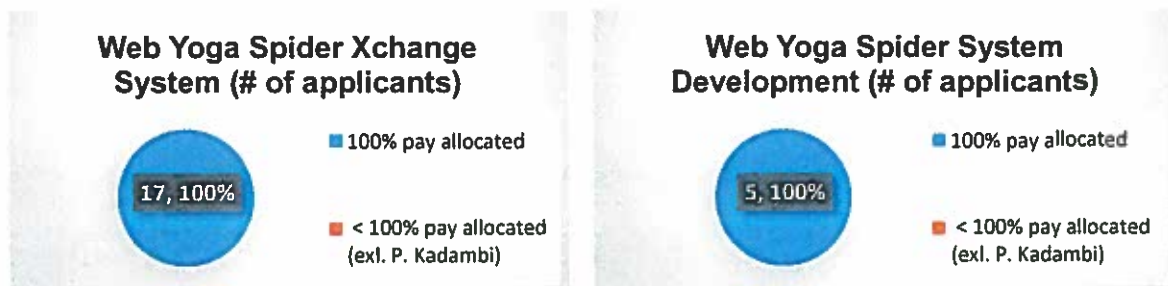 Web Yoga Spider Xchange
System (# of applicants)
17, 100%
100% pay allocated
< 100% pay allocated
(exl. P. Kadambi)
Web Yoga Spider System
Development (# of applicants)
5, 100%
100% pay allocated
< 100% pay allocated
(exl. P. Kadambi)